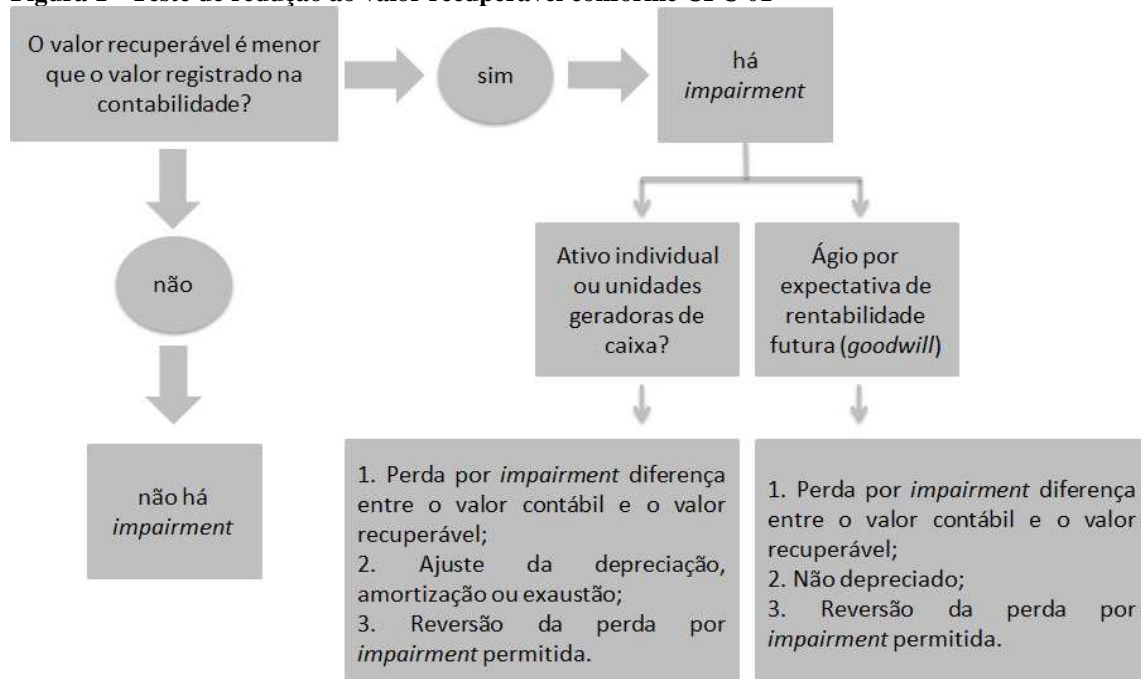 Figura 1 - Teste de redução ao valor recuperável conforme CPC 01
O valor recuperável é menor
que o valor registrado na
contabilidade?
sim
há
impairment
não
não há
impairment
Ativo individual
ou unidades
geradoras de
caixa?
Ágio por
expectativa de
rentabilidade
futura (goodwill)
1. Perda por impairment diferença
entre o valor contábil e o valor
recuperável;
2. Ajuste da depreciação,
amortização ou exaustão;
3. Reversão da perda por
impairment permitida.
1. Perda por impairment diferença
entre o valor contábil e o valor
recuperável;
2. Não depreciado;
3. Reversão da perda por
impairment permitida.